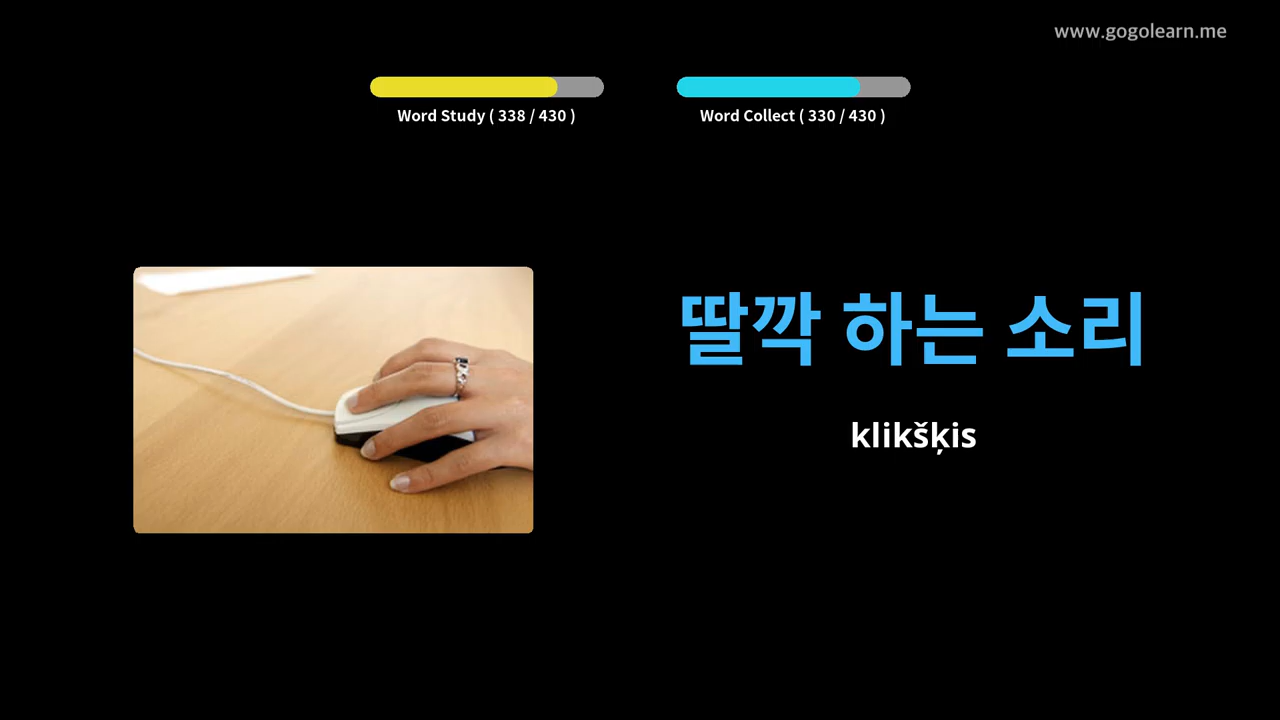 www.gogolearn.me
Word Study ( 338 / 430 )
Word Collect ( 330 / 430 )
딸깍 하는 소리
klikšķis